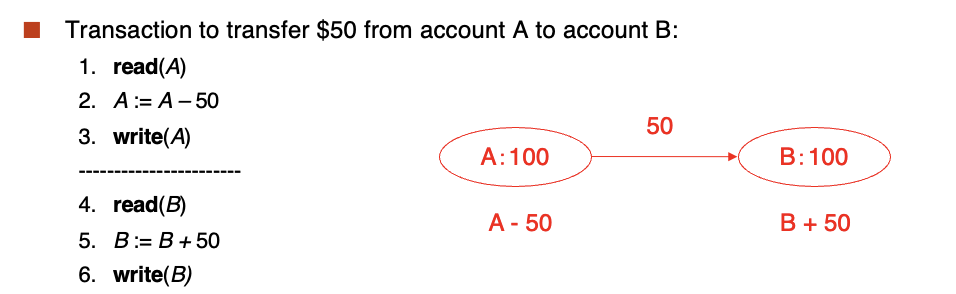 Transaction to transfer $50 from account A to account B:
1. read(A)
2. A := A – 50
3. write(A)
-----------------------
4. read(B)
5. B := B + 50
6. write(B)
50
A:100
B:100
A - 50
B + 50